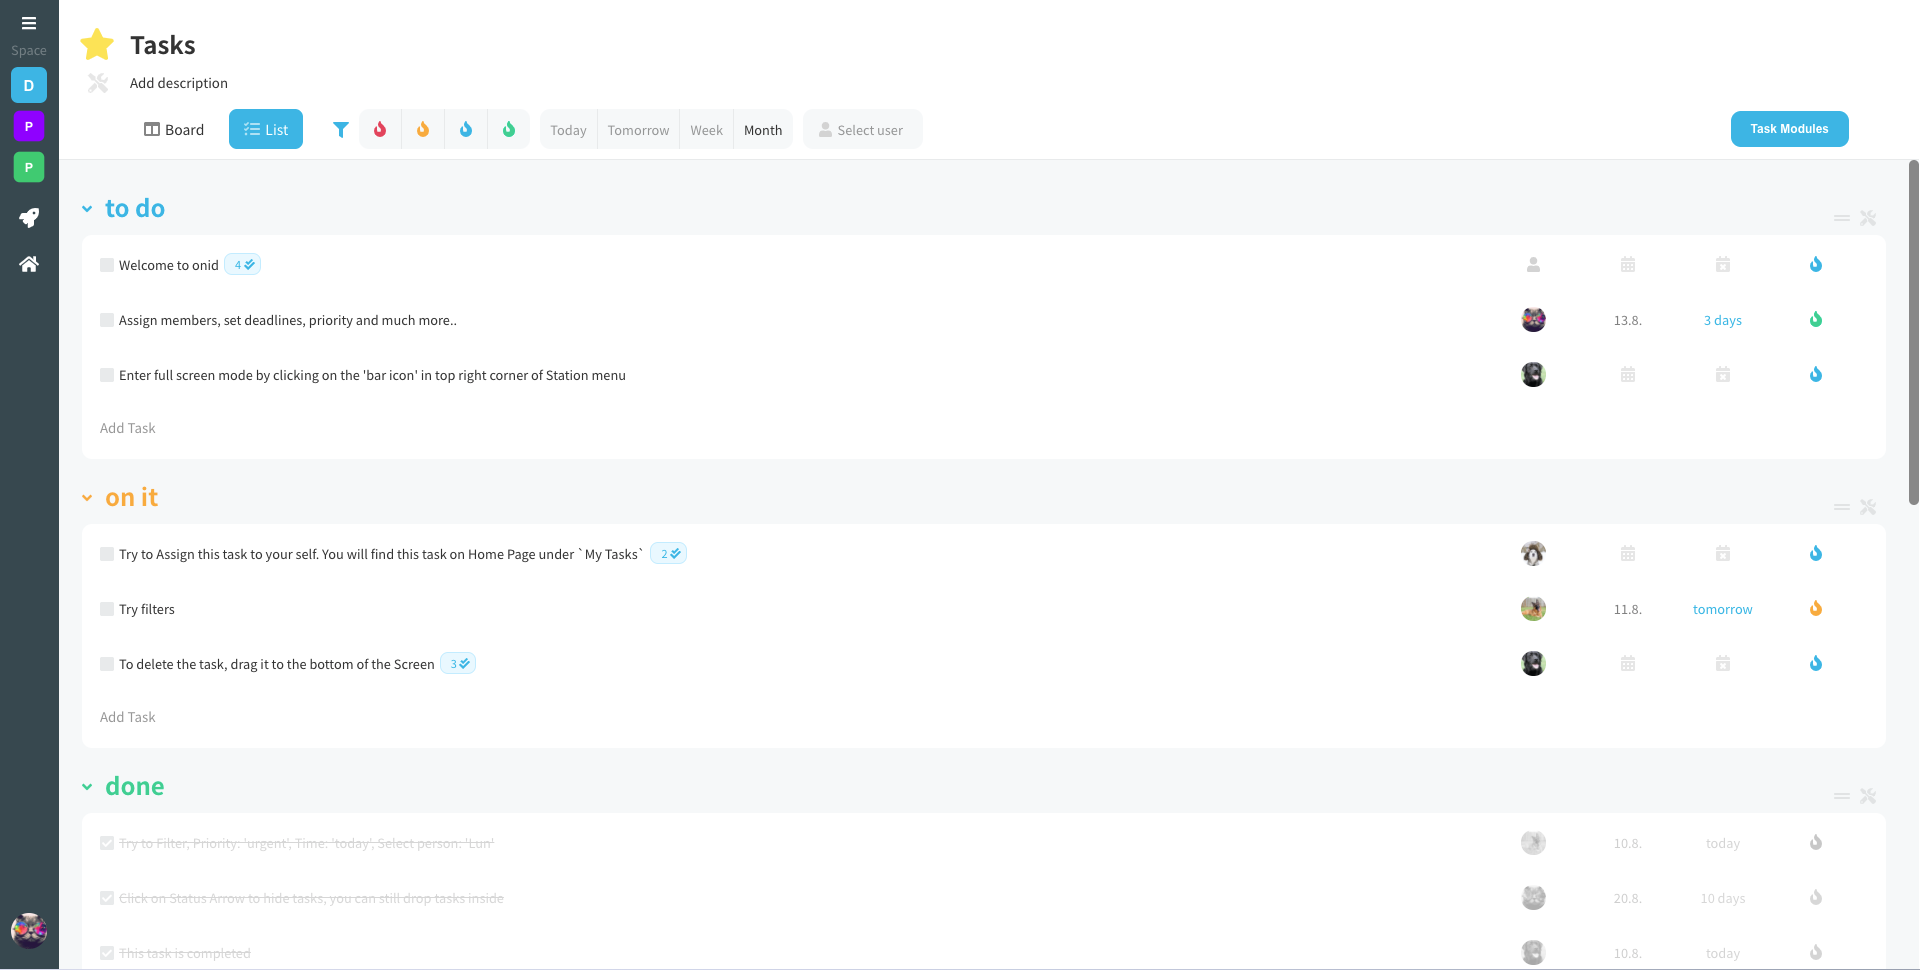 Space
D
P
P
Tasks
Add description
Board List Today Tomorrow Week Month Select user Task Modules
to do
Welcome to onid 4
Assign members, set deadlines, priority and much more.. 13.8. 3 days
Enter full screen mode by clicking on the 'bar icon' in top right corner of Station menu
Add Task
on it
Try to Assign this task to your self. You will find this task on Home Page under `My Tasks` 2
Try filters 11.8. tomorrow
To delete the task, drag it to the bottom of the Screen 3
Add Task
done
Try to Filter, Priority: 'urgent', Time: 'today', Select person: 'Lun' 10.8. today
Click on Status Arrow to hide tasks, you can still drop tasks inside 20.8. 10 days
This task is completed 10.8. today